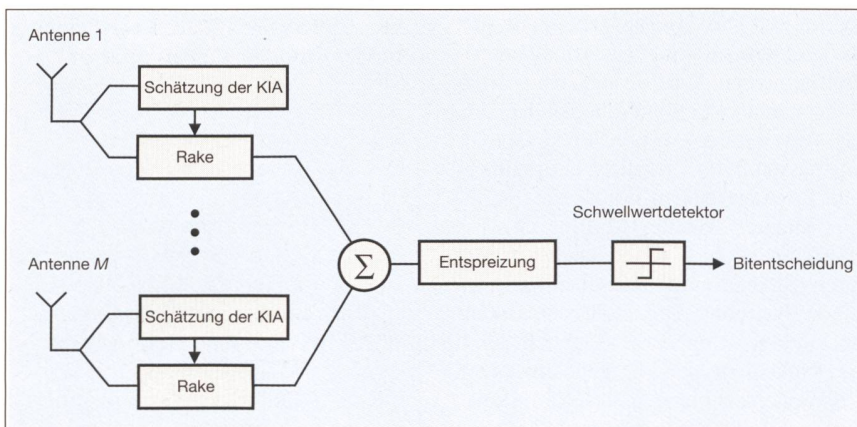 Antenne 1
Schätzung der KIA
Rake
Antenne M
Schätzung der KIA
Rake
Σ
Entspreizung
Schwellwertdetektor
Bitentscheidung